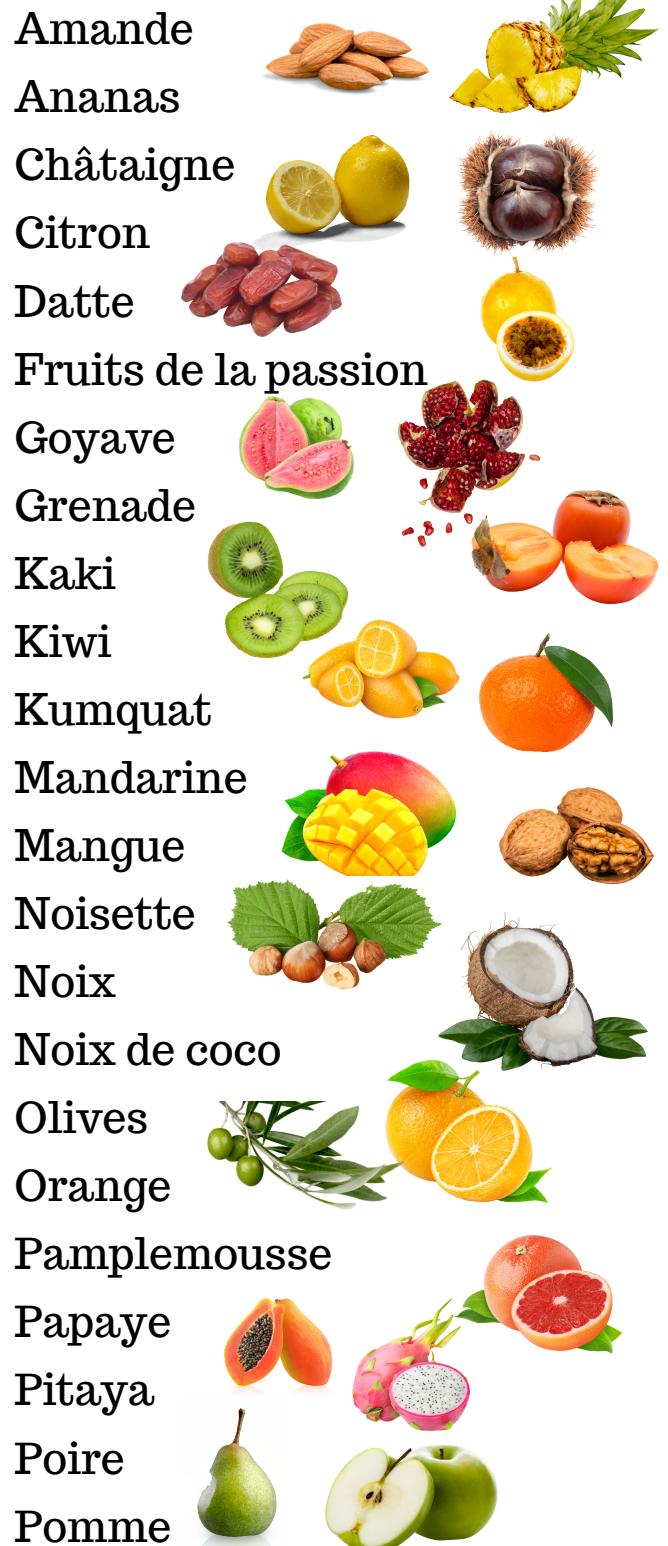 Amande
Ananas
Châtaigne
Citron
Datte
Fruits de la passion
Goyave
Grenade
Kaki
Kiwi
Kumquat
Mandarine
Mangue
Noisette
Noix
Noix de coco
Olives
Orange
Pamplemousse
Papaye
Pitaya
Poire
Pomme